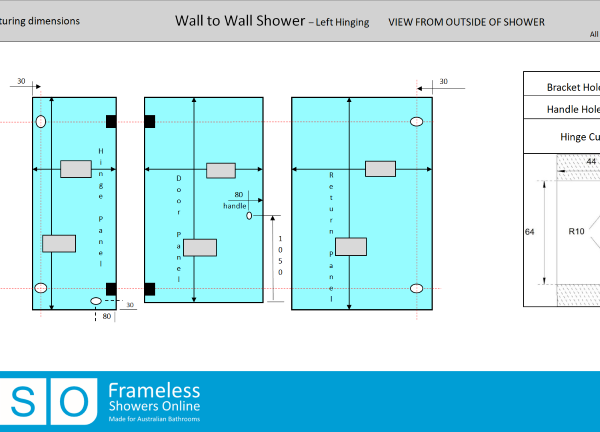 turing dimensions
Wall to Wall Shower – Left Hinging
VIEW FROM OUTSIDE OF SHOWER
All
30
30
Hinge Panel
Door Panel
80
handle
1050
Return Panel
30
80
Bracket Hole
Handle Hole
Hinge Cu
44
64
R10
SO
Frameless
Showers Online
Made for Australian Bathrooms